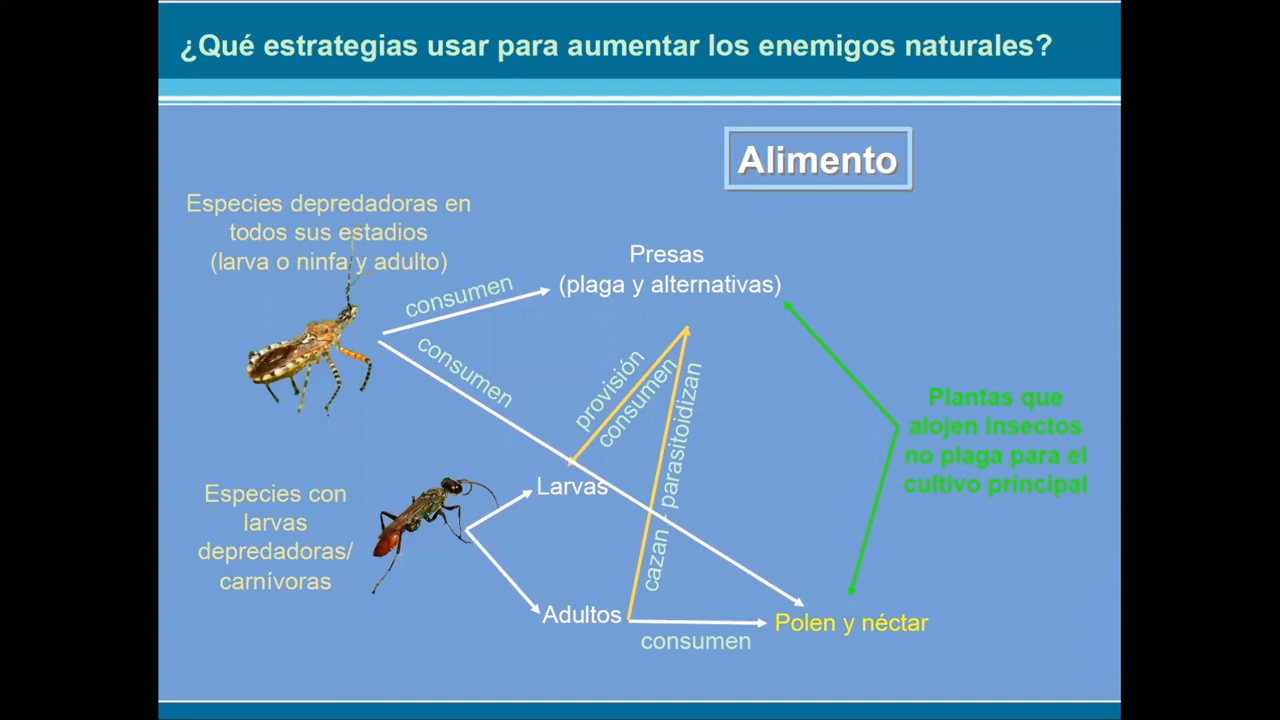 ¿Qué estrategias usar para aumentar los enemigos naturales?
Alimento
Especies depredadoras en
todos sus estadios
(larva o ninfa y adulto)
consumen
consumen
Presas
(plaga y alternativas)
provisión
consumen
cazan - parasitoidizan
Plantas que
alojen insectos
no plaga para el
cultivo principal
Especies con
larvas
depredadoras/
carnívoras
Larvas
Adultos
consumen
Polen y néctar